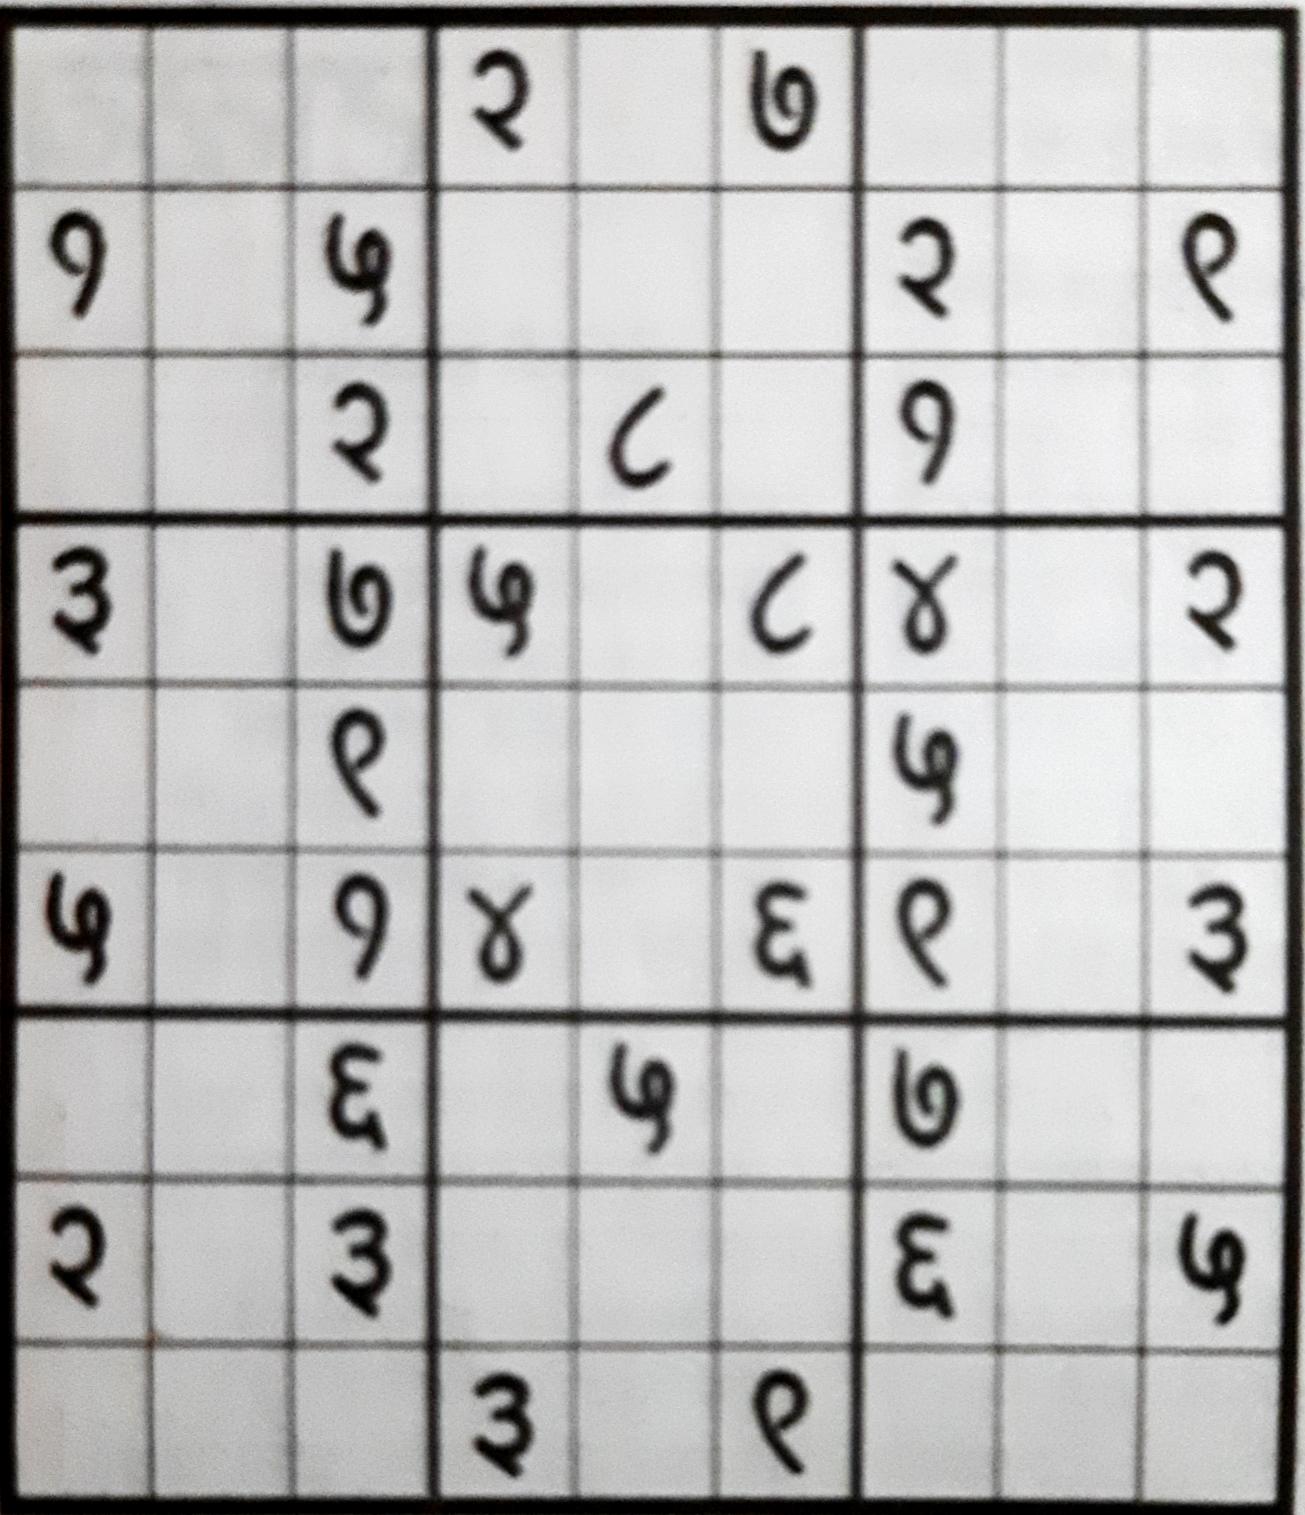 ૨ ૭
૧ ૫ ૨ ૯
૨ ૮ ૧
૩ ૭ ૫ ૮ ૪ ૨
૯ ૫
૫ ૧ ૪ ૬ ૯ ૩
૬ ૫ ૭
૨ ૩ ૬ ૫
૩ ૯